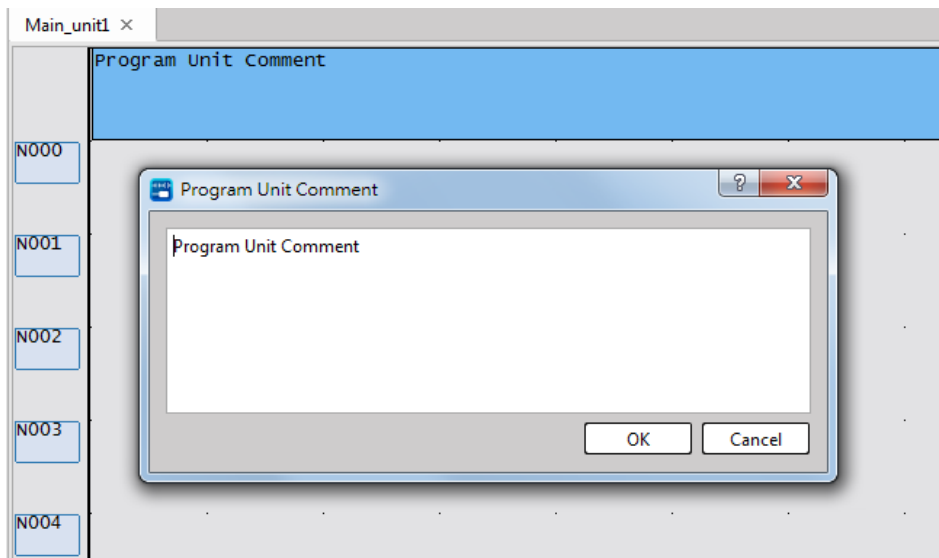 Main_unit1
Program Unit Comment
N000
Program Unit Comment
N001
Program Unit Comment
N002
N003
OK Cancel
N004